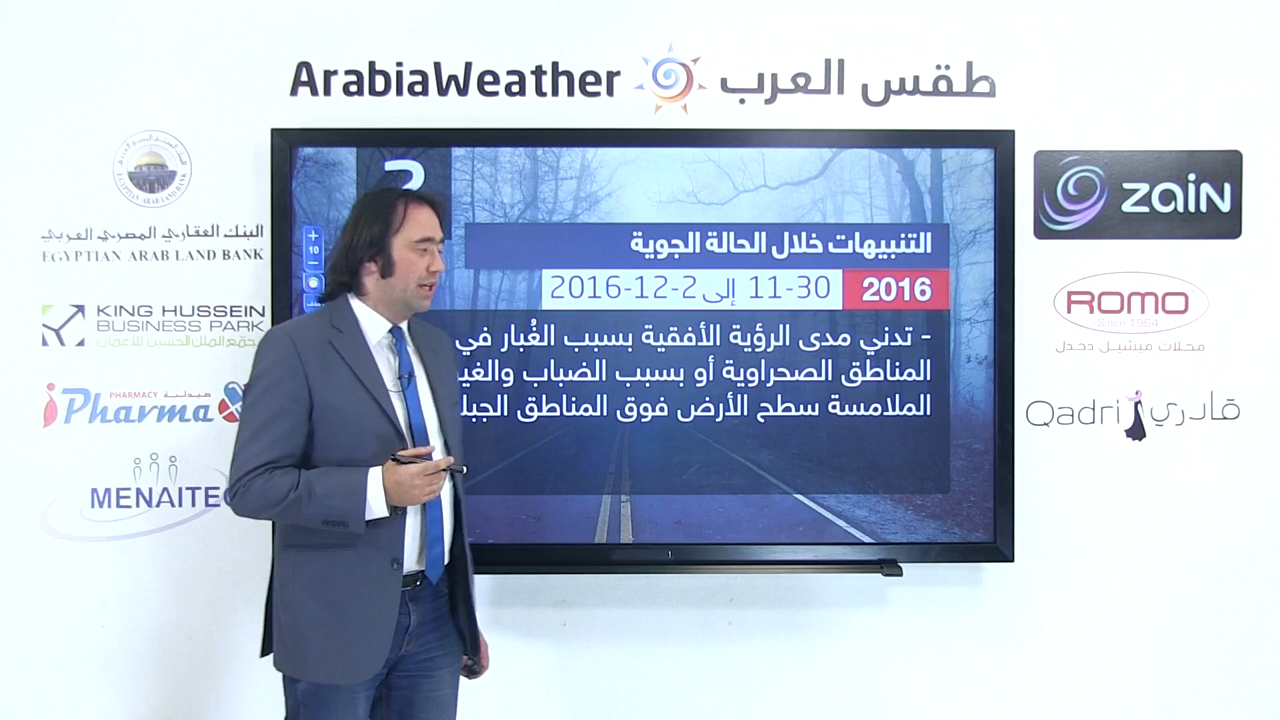 ArabiaWeather طقس العرب
البنك العقاري المصري العربي
EGYPTIAN ARAB LAND BANK
KING HUSSEIN
BUSINESS PARK
مجمع الملك الحسين للأعمال
PHARMACY صيدلية
iPharma
MENAITEC
2
+
10
التنبيهات خلال الحالة الجوية
2016
30-11 إلى 2-12-2016
- تدني مدى الرؤية الأفقية بسبب الغُبار في
المناطق الصحراوية أو بسبب الضباب
الملامسة سطح الأرض فوق المناطق
zain
ROMO
Since 1964
محلات ميشيل دحدل
Qadri قادري